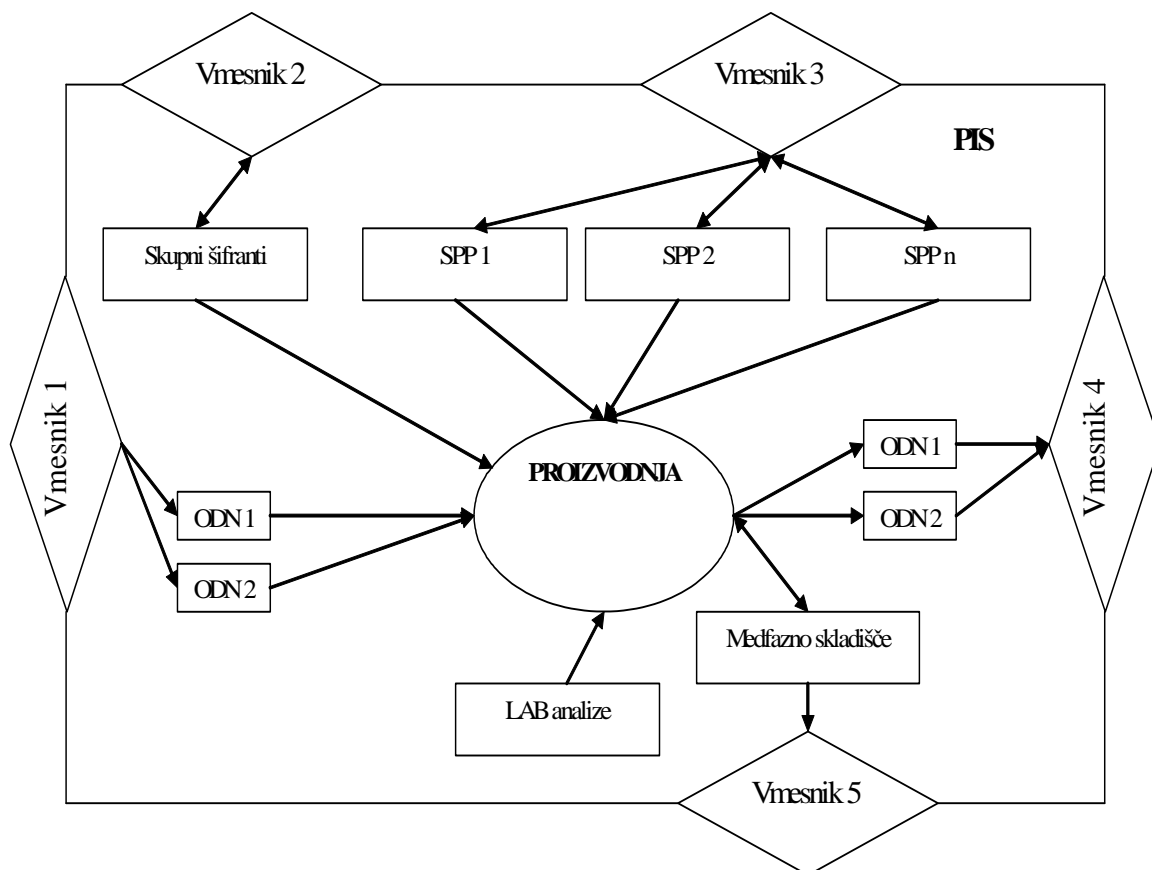 Vmesnik 2
Vmesnik 3
PIS
Skupni šifranti
SPP 1
SPP 2
SPP n
Vmesnik 1
Vmesnik 4
PROIZVODNJA
ODN 1
ODN 2
ODN 1
ODN 2
Medfazno skladišče
LAB analize
Vmesnik 5